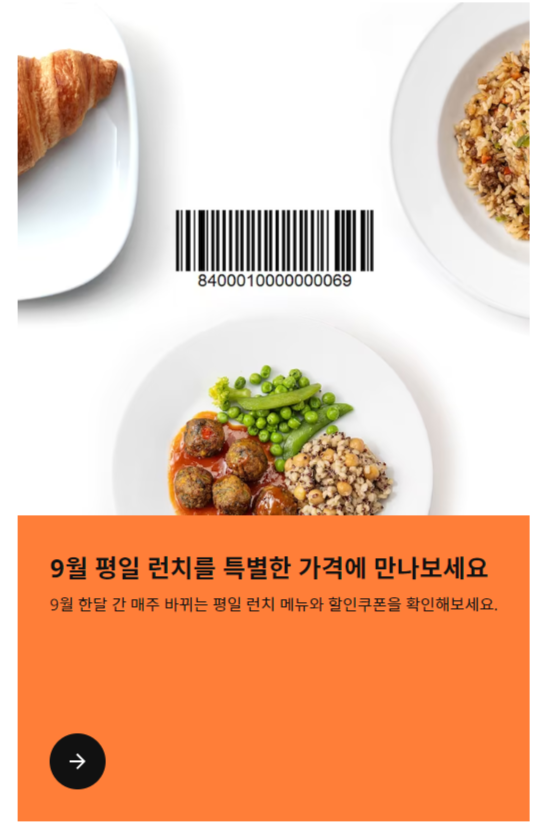 8400010000000069
9월 평일 런치를 특별한 가격에 만나보세요
9월 한달 간 매주 바뀌는 평일 런치 메뉴와 할인쿠폰을 확인해보세요.